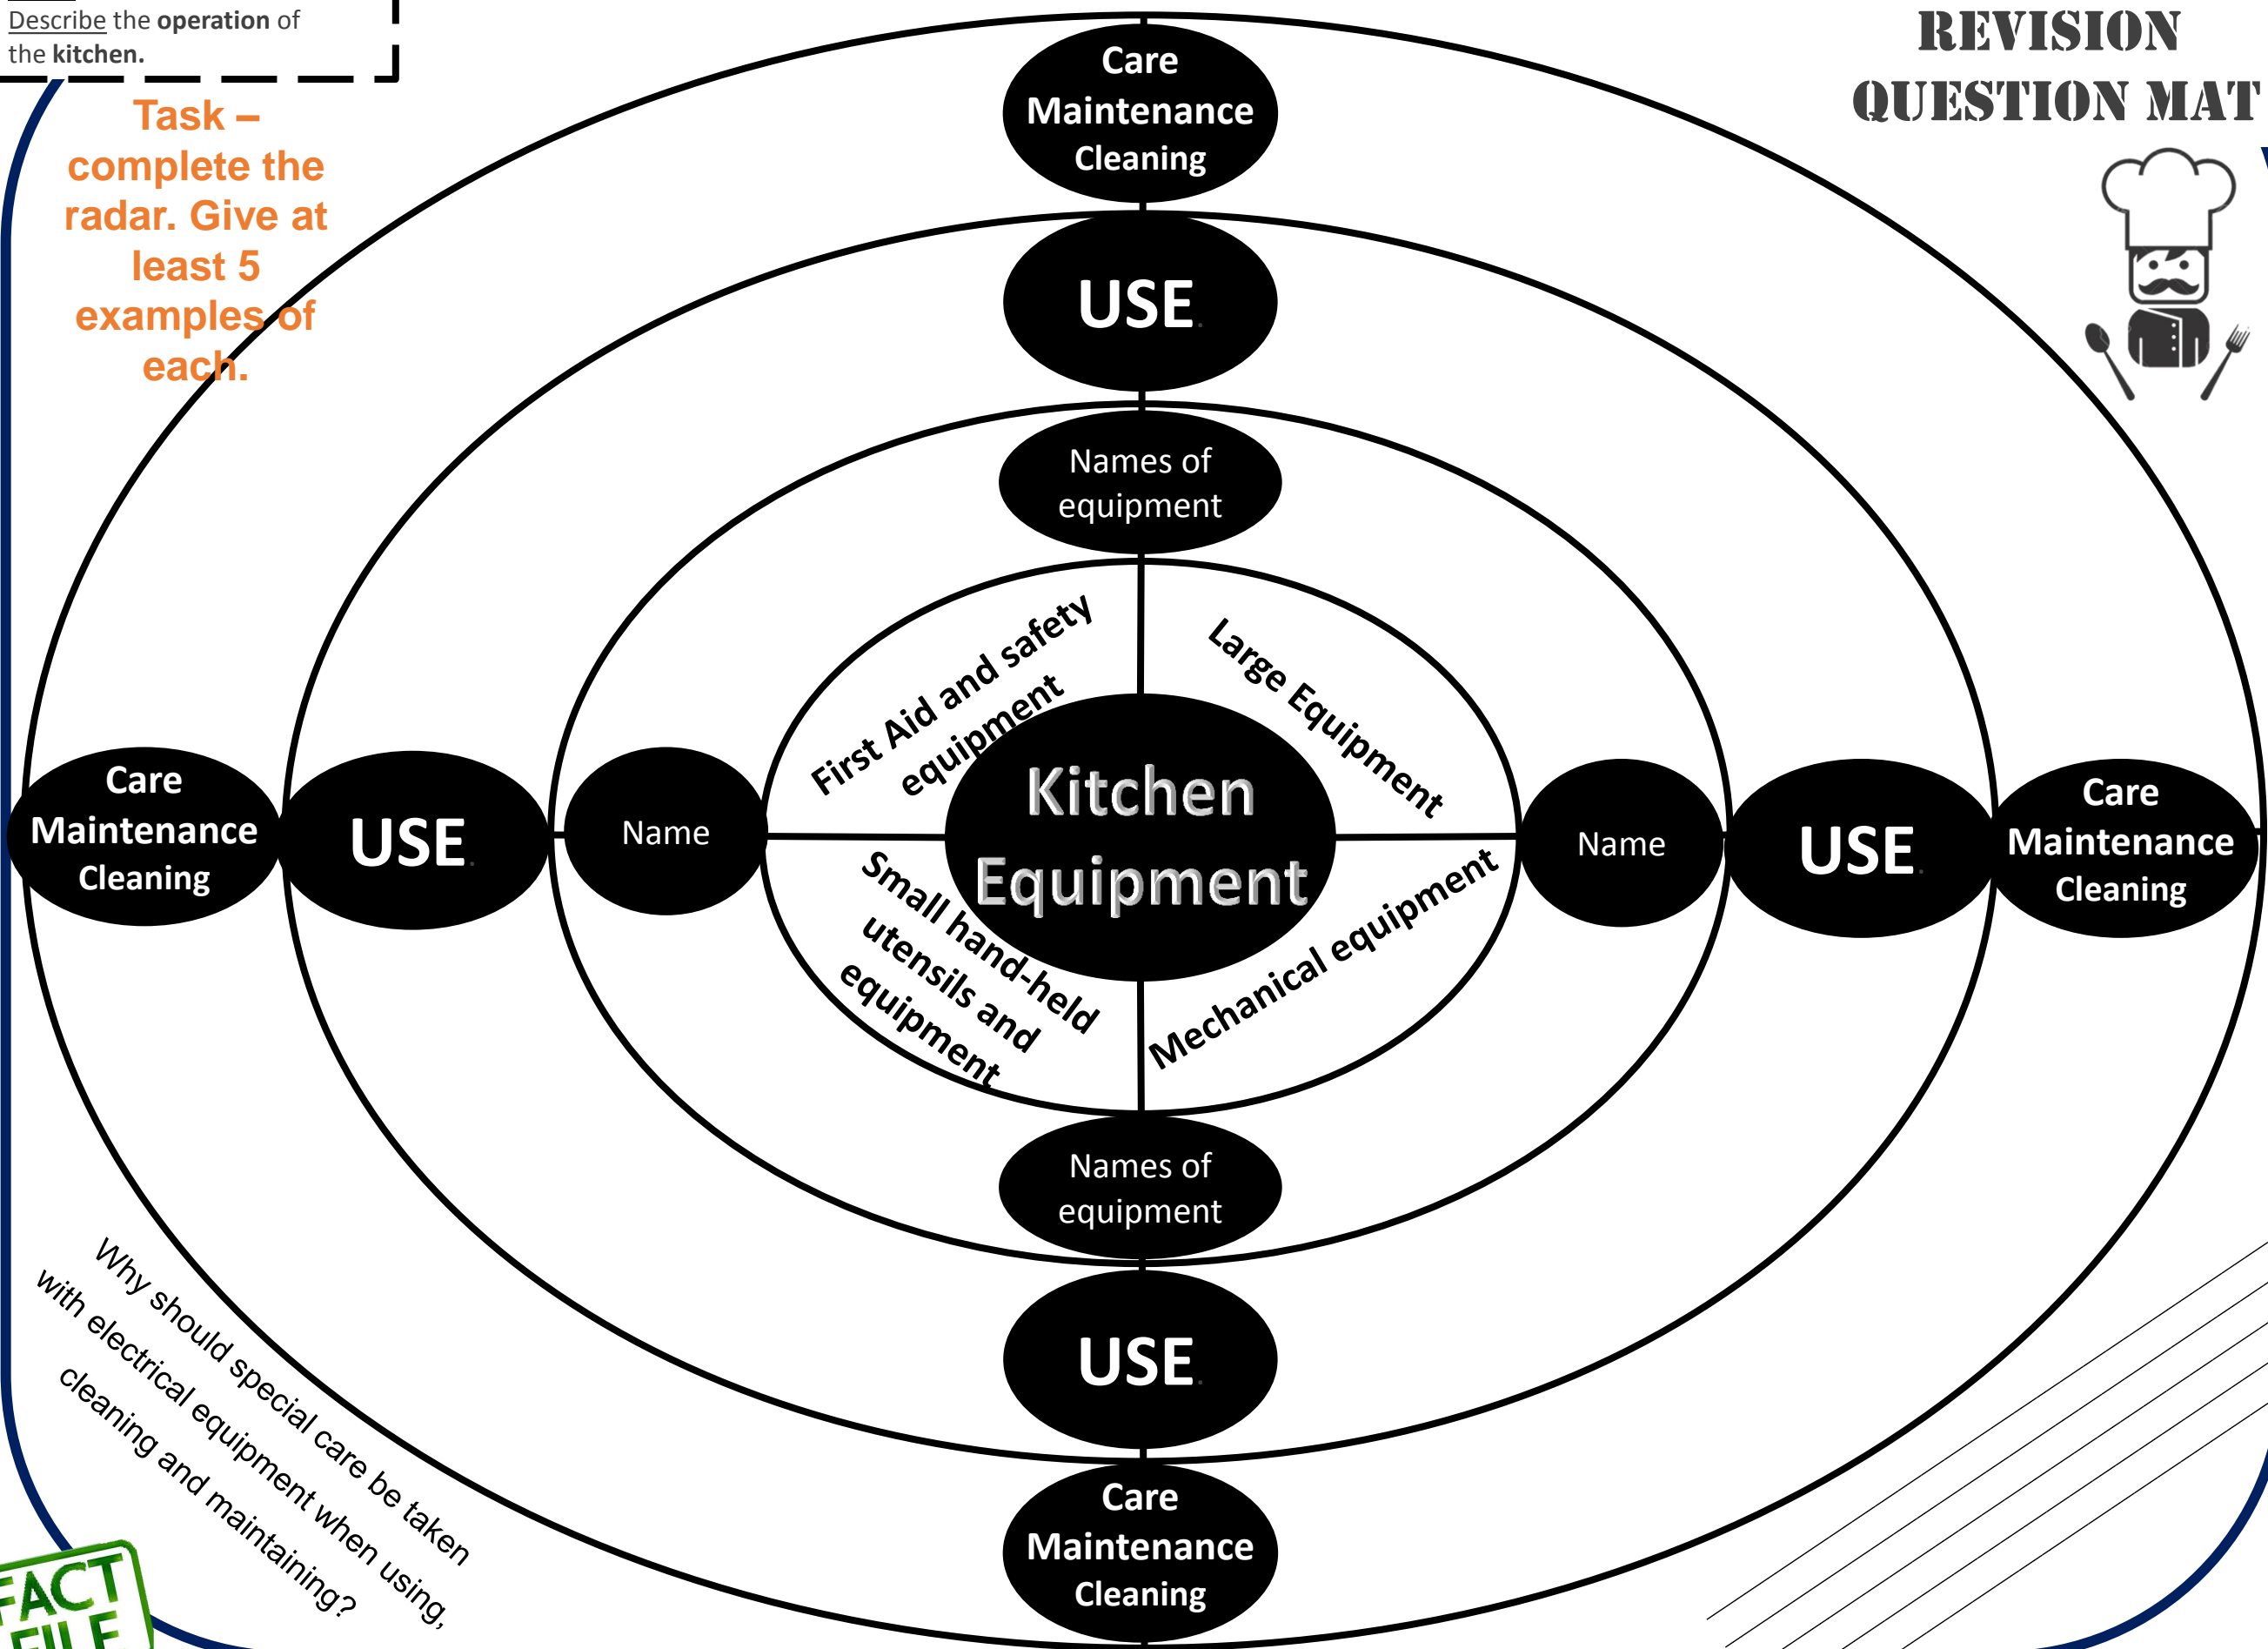 Describe the operation of
the kitchen.
REVISION
QUESTION MAT
Task –
complete the
radar. Give at
least 5
examples of
each.
Care
Maintenance
Cleaning
USE.
Names of
equipment
First Aid and safety
equipment
Large Equipment
Care
Maintenance
Cleaning
USE.
Name
Kitchen
Equipment
Name
USE.
Care
Maintenance
Cleaning
Small hand-held
utensils and
equipment
Mechanical equipment
Names of
equipment
USE.
Care
Maintenance
Cleaning
Why should special care be taken
with electrical equipment when using,
cleaning and maintaining?
FACT
FILE